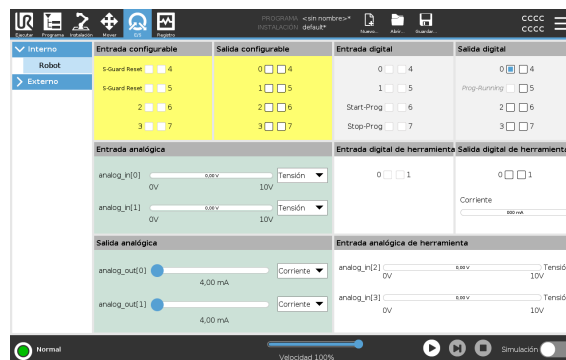 UR
PROGRAMA <sin nombre>*
INSTALACIÓN default*
CCCC
CCCC
Ejecutar Programa Instalación Mover E/S Registro Nuevo... Abrir... Guardar...
Interno
Robot
Externo
Entrada configurable
S-Guard Reset 4
S-Guard Reset 5
2 6
3 7
Salida configurable
0 4
1 5
2 6
3 7
Entrada digital
0 4
1 5
Start-Prog 6
Stop-Prog 7
Salida digital
0 4
Prog-Running 5
2 6
3 7
Entrada analógica
analog_in[0] 0,00 V Tensión
0V 10V
analog_in[1] 0,00 V Tensión
0V 10V
Entrada digital de herramienta
0 1
Salida digital de herramienta
0 1
Corriente
000 mA
Salida analógica
analog_out[0] Corriente
4,00 mA
analog_out[1] Corriente
4,00 mA
Entrada analógica de herramienta
analog_in[2] 0,00 V Tensió
0V 10V
analog_in[3] 0,00 V Tensió
0V 10V
Normal
Velocidad 100%
Simulación